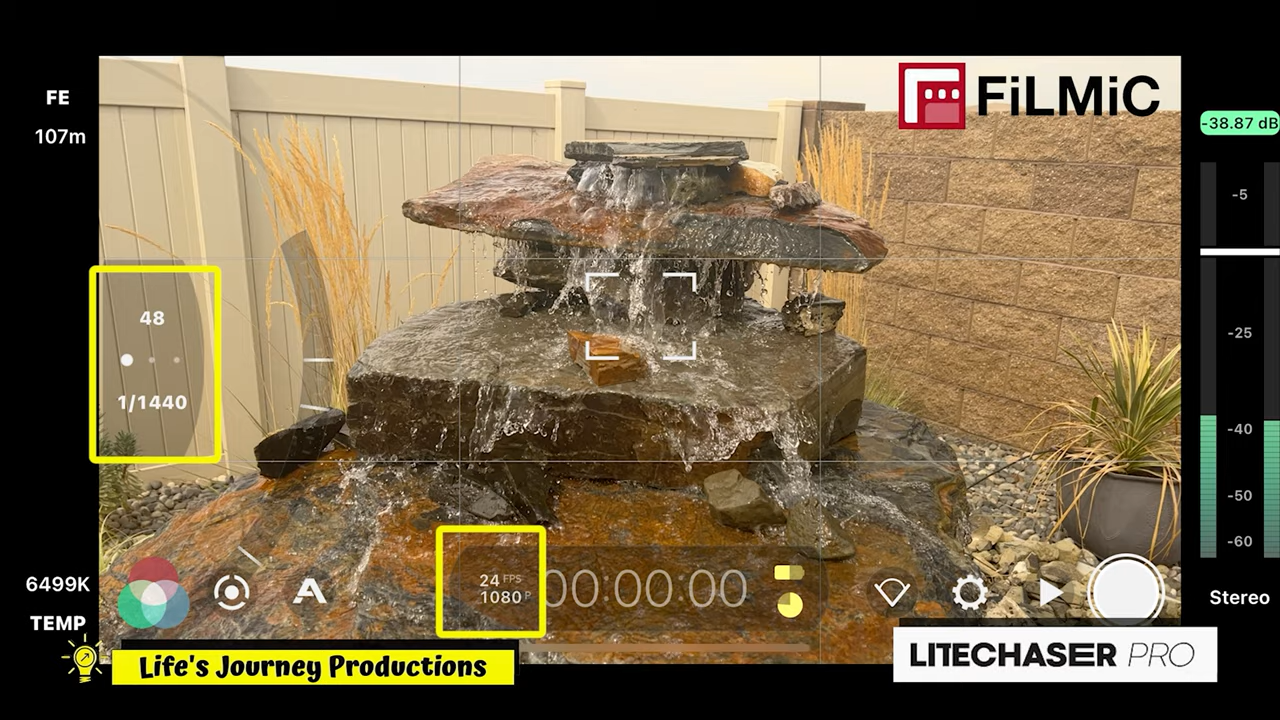 FiLMiC
FE
107m
-38.87 dB
-5
48
1/1440
-25
-40
-50
-60
6499K
TEMP
A
24 FPS
1080P
00:00:00
Stereo
Life's Journey Productions
LITECHASER PRO